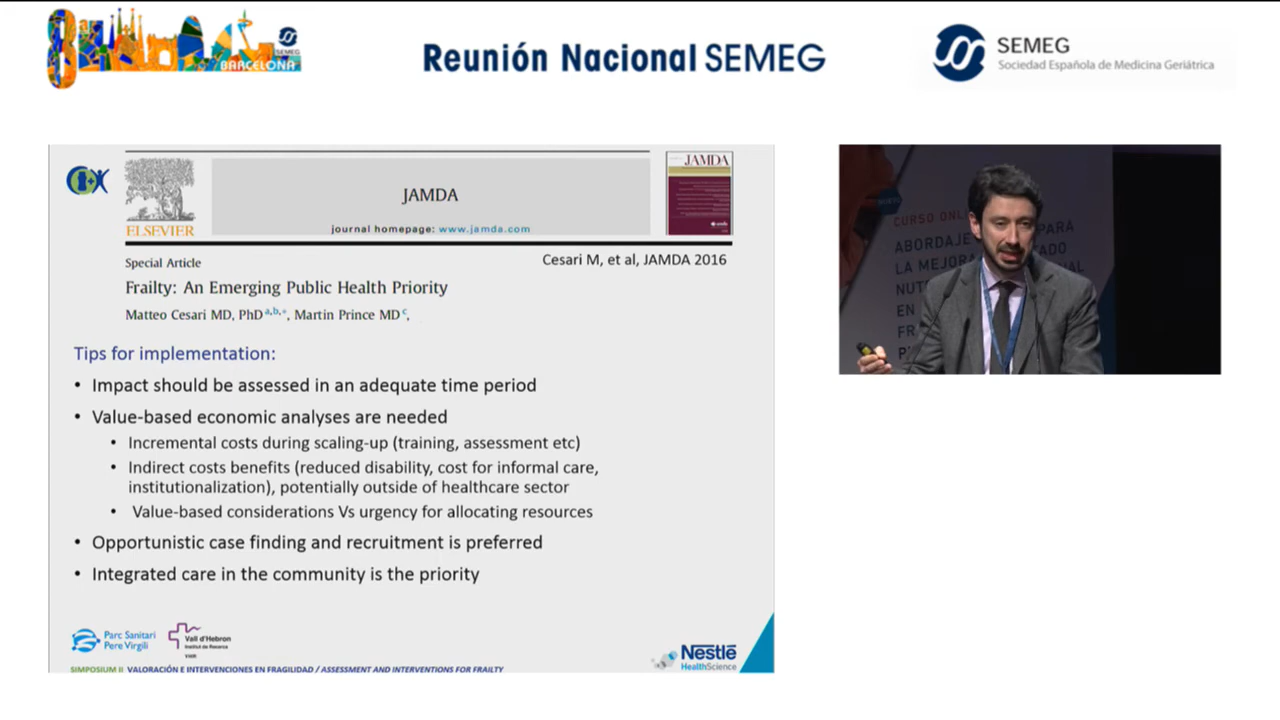 8ª
SEMEG
BARCELONA
Reunión Nacional SEMEG
SEMEG
Sociedad Española de Medicina Geriátrica
ELSEVIER
JAMDA
journal homepage: www.jamda.com
JAMDA
Special Article
Cesari M, et al, JAMDA 2016
Frailty: An Emerging Public Health Priority
Matteo Cesari MD, PhD a,b,*, Martin Prince MD c,
Tips for implementation:
• Impact should be assessed in an adequate time period
• Value-based economic analyses are needed
• Incremental costs during scaling-up (training, assessment etc)
• Indirect costs benefits (reduced disability, cost for informal care,
institutionalization), potentially outside of healthcare sector
• Value-based considerations Vs urgency for allocating resources
• Opportunistic case finding and recruitment is preferred
• Integrated care in the community is the priority
Parc Sanitari
Pere Virgili
Vall d'Hebron
Institut de Recerca
VHIR
Nestlé
HealthScience
SIMPOSIUM II VALORACIÓN E INTERVENCIONES EN FRAGILIDAD / ASSESSMENT AND INTERVENTIONS FOR FRAILTY
CURSO ONL
ABORDAJE PARA
LA MEJORA
NUT
EN
FR